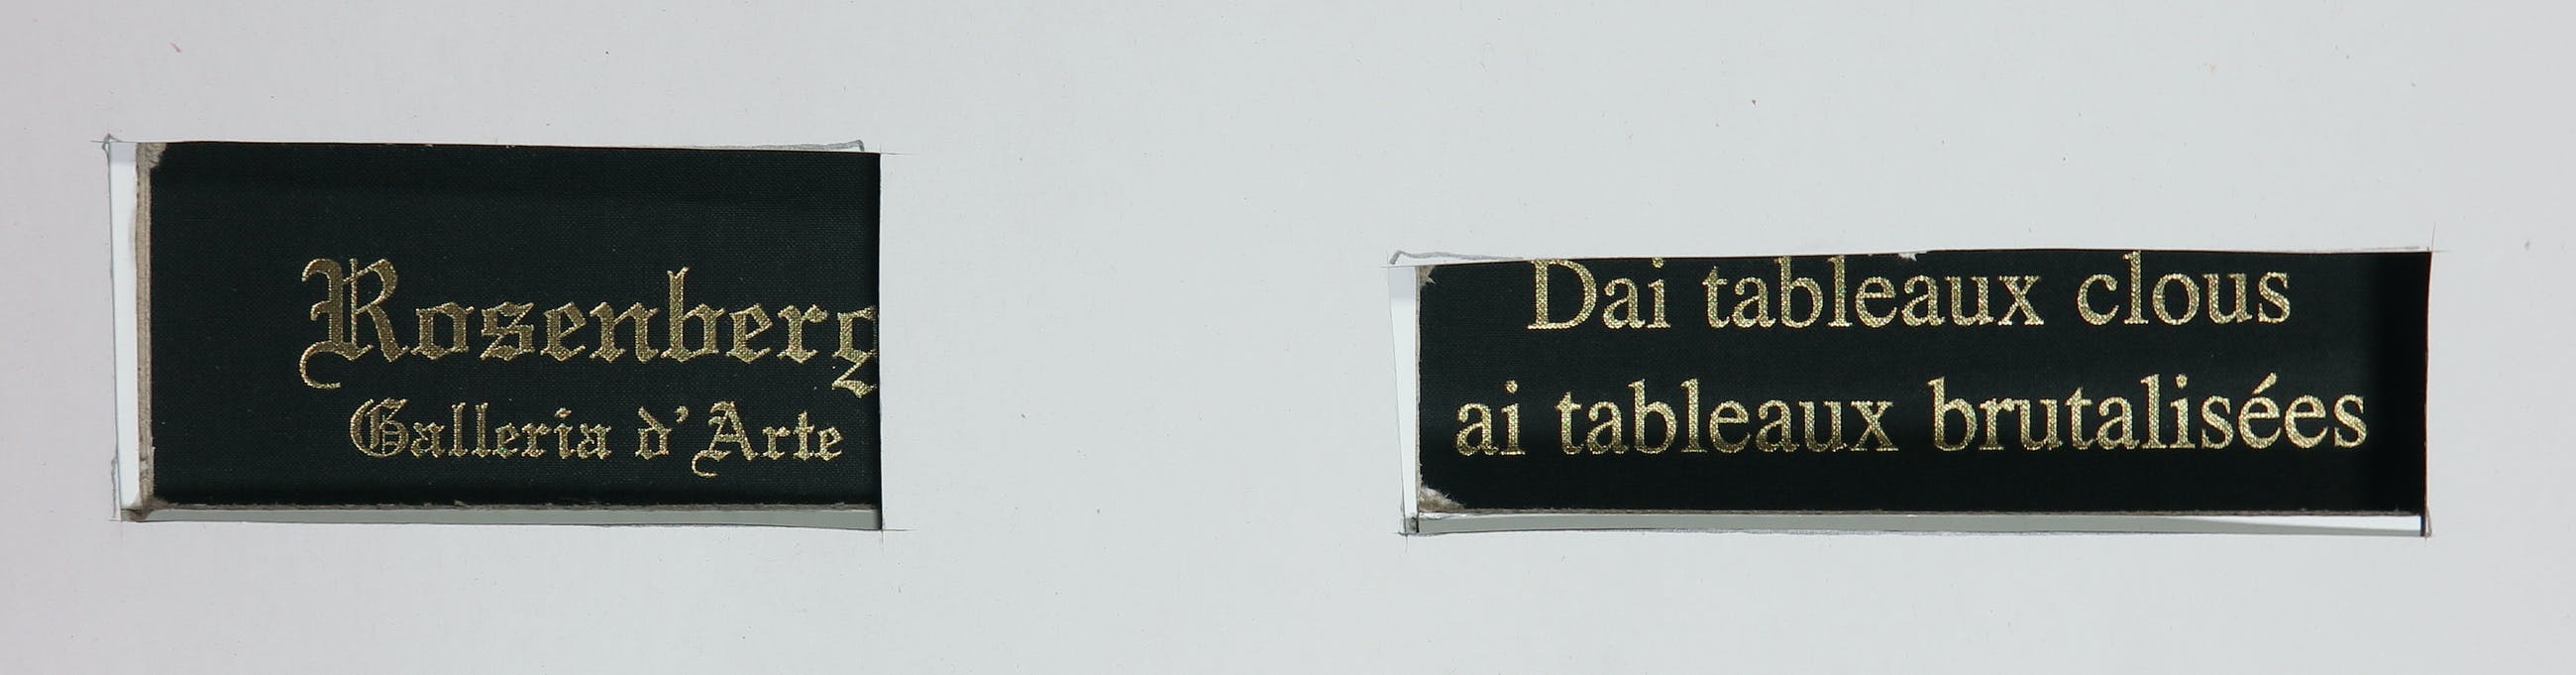 Rosenberg
Galleria d'Arte
Dai tableaux clous
ai tableaux brutalisées